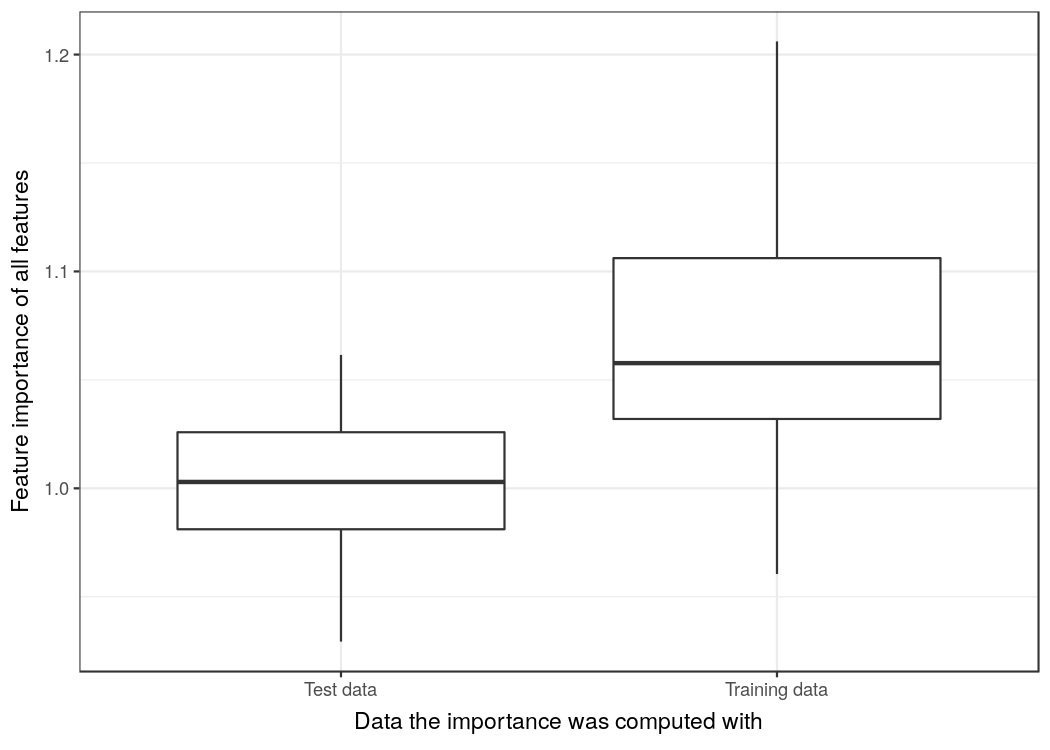 Feature importance of all features
1.2
1.1
1.0
Test data
Training data
Data the importance was computed with